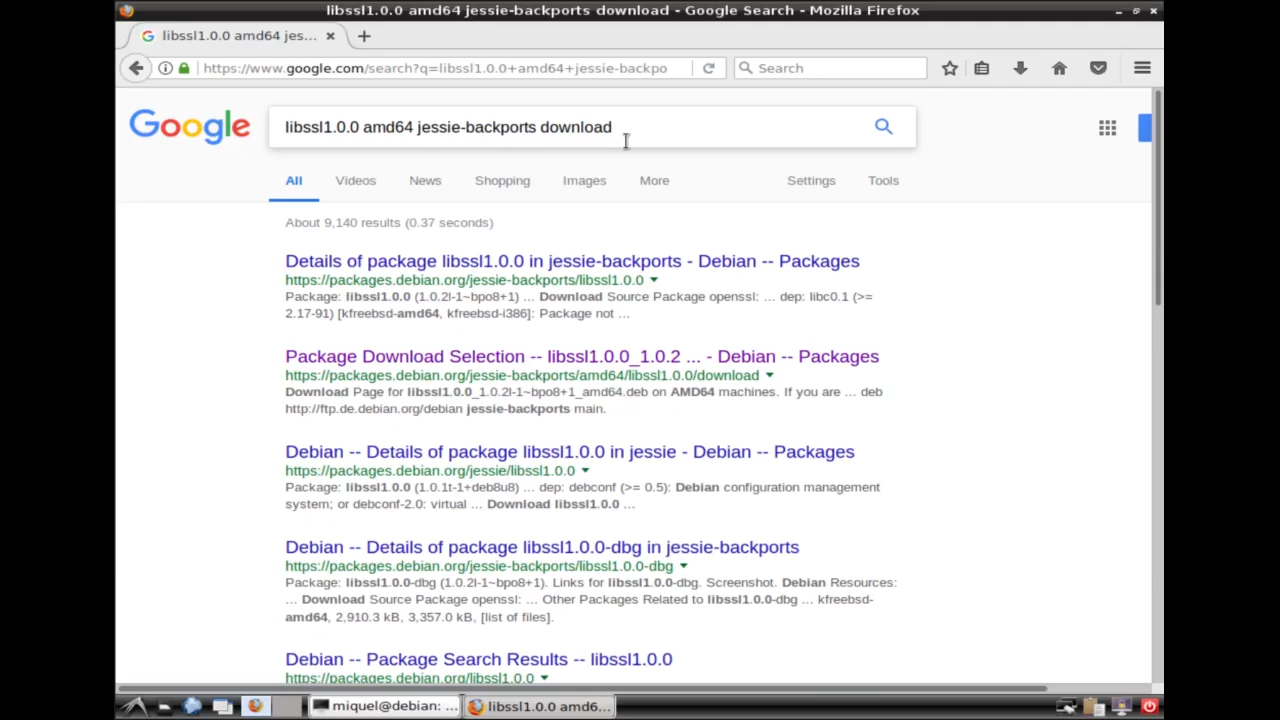 libssl1.0.0 amd64 jessie-backports download - Google Search - Mozilla Firefox
libssl1.0.0 amd64 jes...
https://www.google.com/search?q=libssl1.0.0+amd64+jessie-backpo
Search
Google
libssl1.0.0 amd64 jessie-backports download
All Videos News Shopping Images More Settings Tools
About 9,140 results (0.37 seconds)
Details of package libssl1.0.0 in jessie-backports - Debian -- Packages
https://packages.debian.org/jessie-backports/libssl1.0.0
Package: libssl1.0.0 (1.0.2l-1~bpo8+1) ... Download Source Package openssl: ... dep: libc0.1 (>=
2.17-91) [kfreebsd-amd64, kfreebsd-i386]: Package not ...
Package Download Selection -- libssl1.0.0_1.0.2 ... - Debian -- Packages
https://packages.debian.org/jessie-backports/amd64/libssl1.0.0/download
Download Page for libssl1.0.0_1.0.2l-1~bpo8+1_amd64.deb on AMD64 machines. If you are ... deb
http://ftp.de.debian.org/debian jessie-backports main.
Debian -- Details of package libssl1.0.0 in jessie - Debian -- Packages
https://packages.debian.org/jessie/libssl1.0.0
Package: libssl1.0.0 (1.0.1t-1+deb8u8) ... dep: debconf (>= 0.5): Debian configuration management
system; or debconf-2.0: virtual ... Download libssl1.0.0 ...
Debian -- Details of package libssl1.0.0-dbg in jessie-backports
https://packages.debian.org/jessie-backports/libssl1.0.0-dbg
Package: libssl1.0.0-dbg (1.0.2l-1~bpo8+1). Links for libssl1.0.0-dbg. Screenshot. Debian Resources:
... Download Source Package openssl: ... Other Packages Related to libssl1.0.0-dbg ... kfreebsd-
amd64, 2,910.3 kB, 3,357.0 kB, [list of files].
Debian -- Package Search Results -- libssl1.0.0
https://packages.debian.org/libssl1.0.0
miquel@debian: ...
libssl1.0.0 amd6...